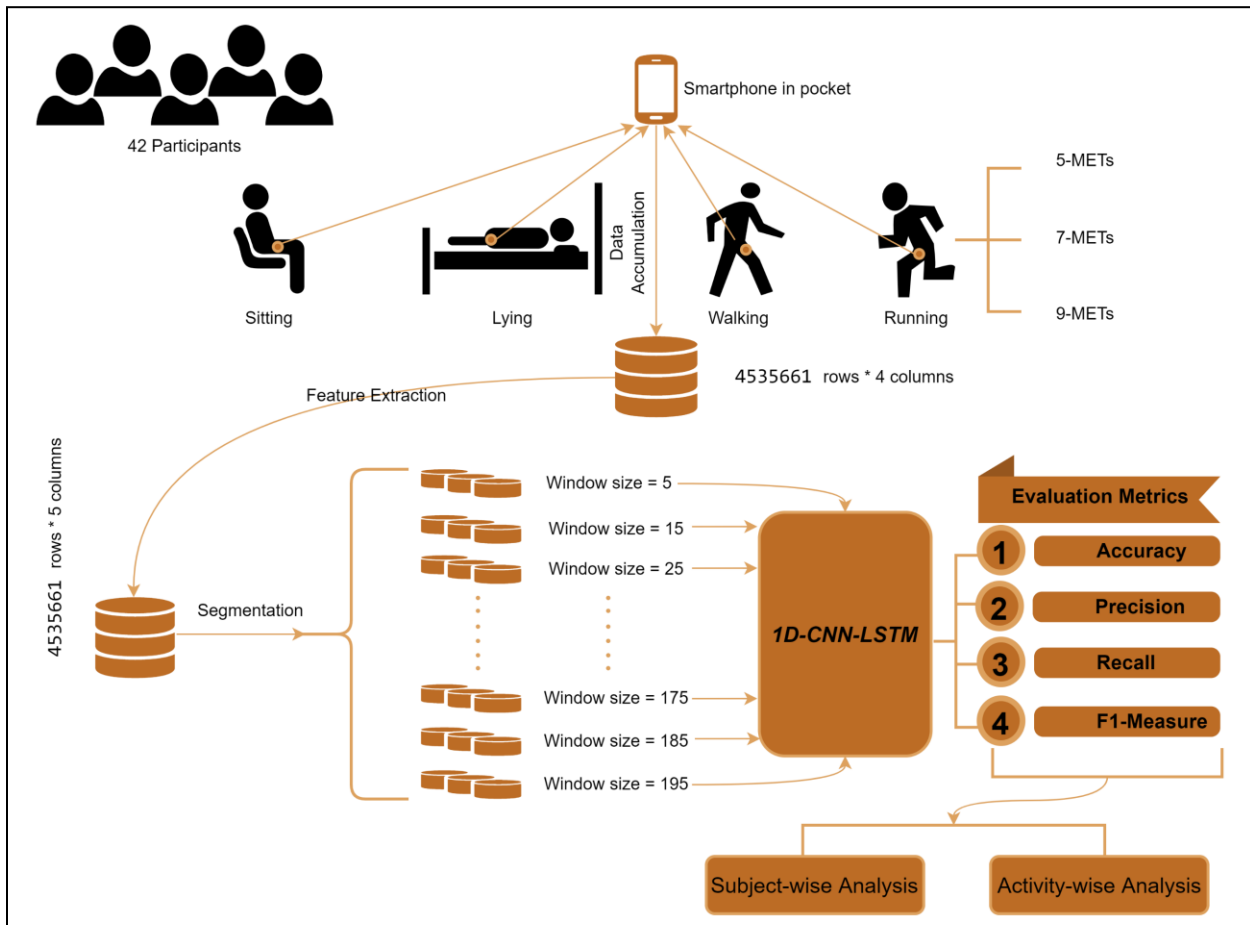 Smartphone in pocket
42 Participants
5-METs
7-METs
9-METs
Data
Accumulation
Sitting
Lying
Walking
Running
4535661 rows * 4 columns
Feature Extraction
4535661 rows * 5 columns
Segmentation
Window size = 5
Window size = 15
Window size = 25
Window size = 175
Window size = 185
Window size = 195
1D-CNN-LSTM
Evaluation Metrics
1 Accuracy
2 Precision
3 Recall
4 F1-Measure
Subject-wise Analysis
Activity-wise Analysis